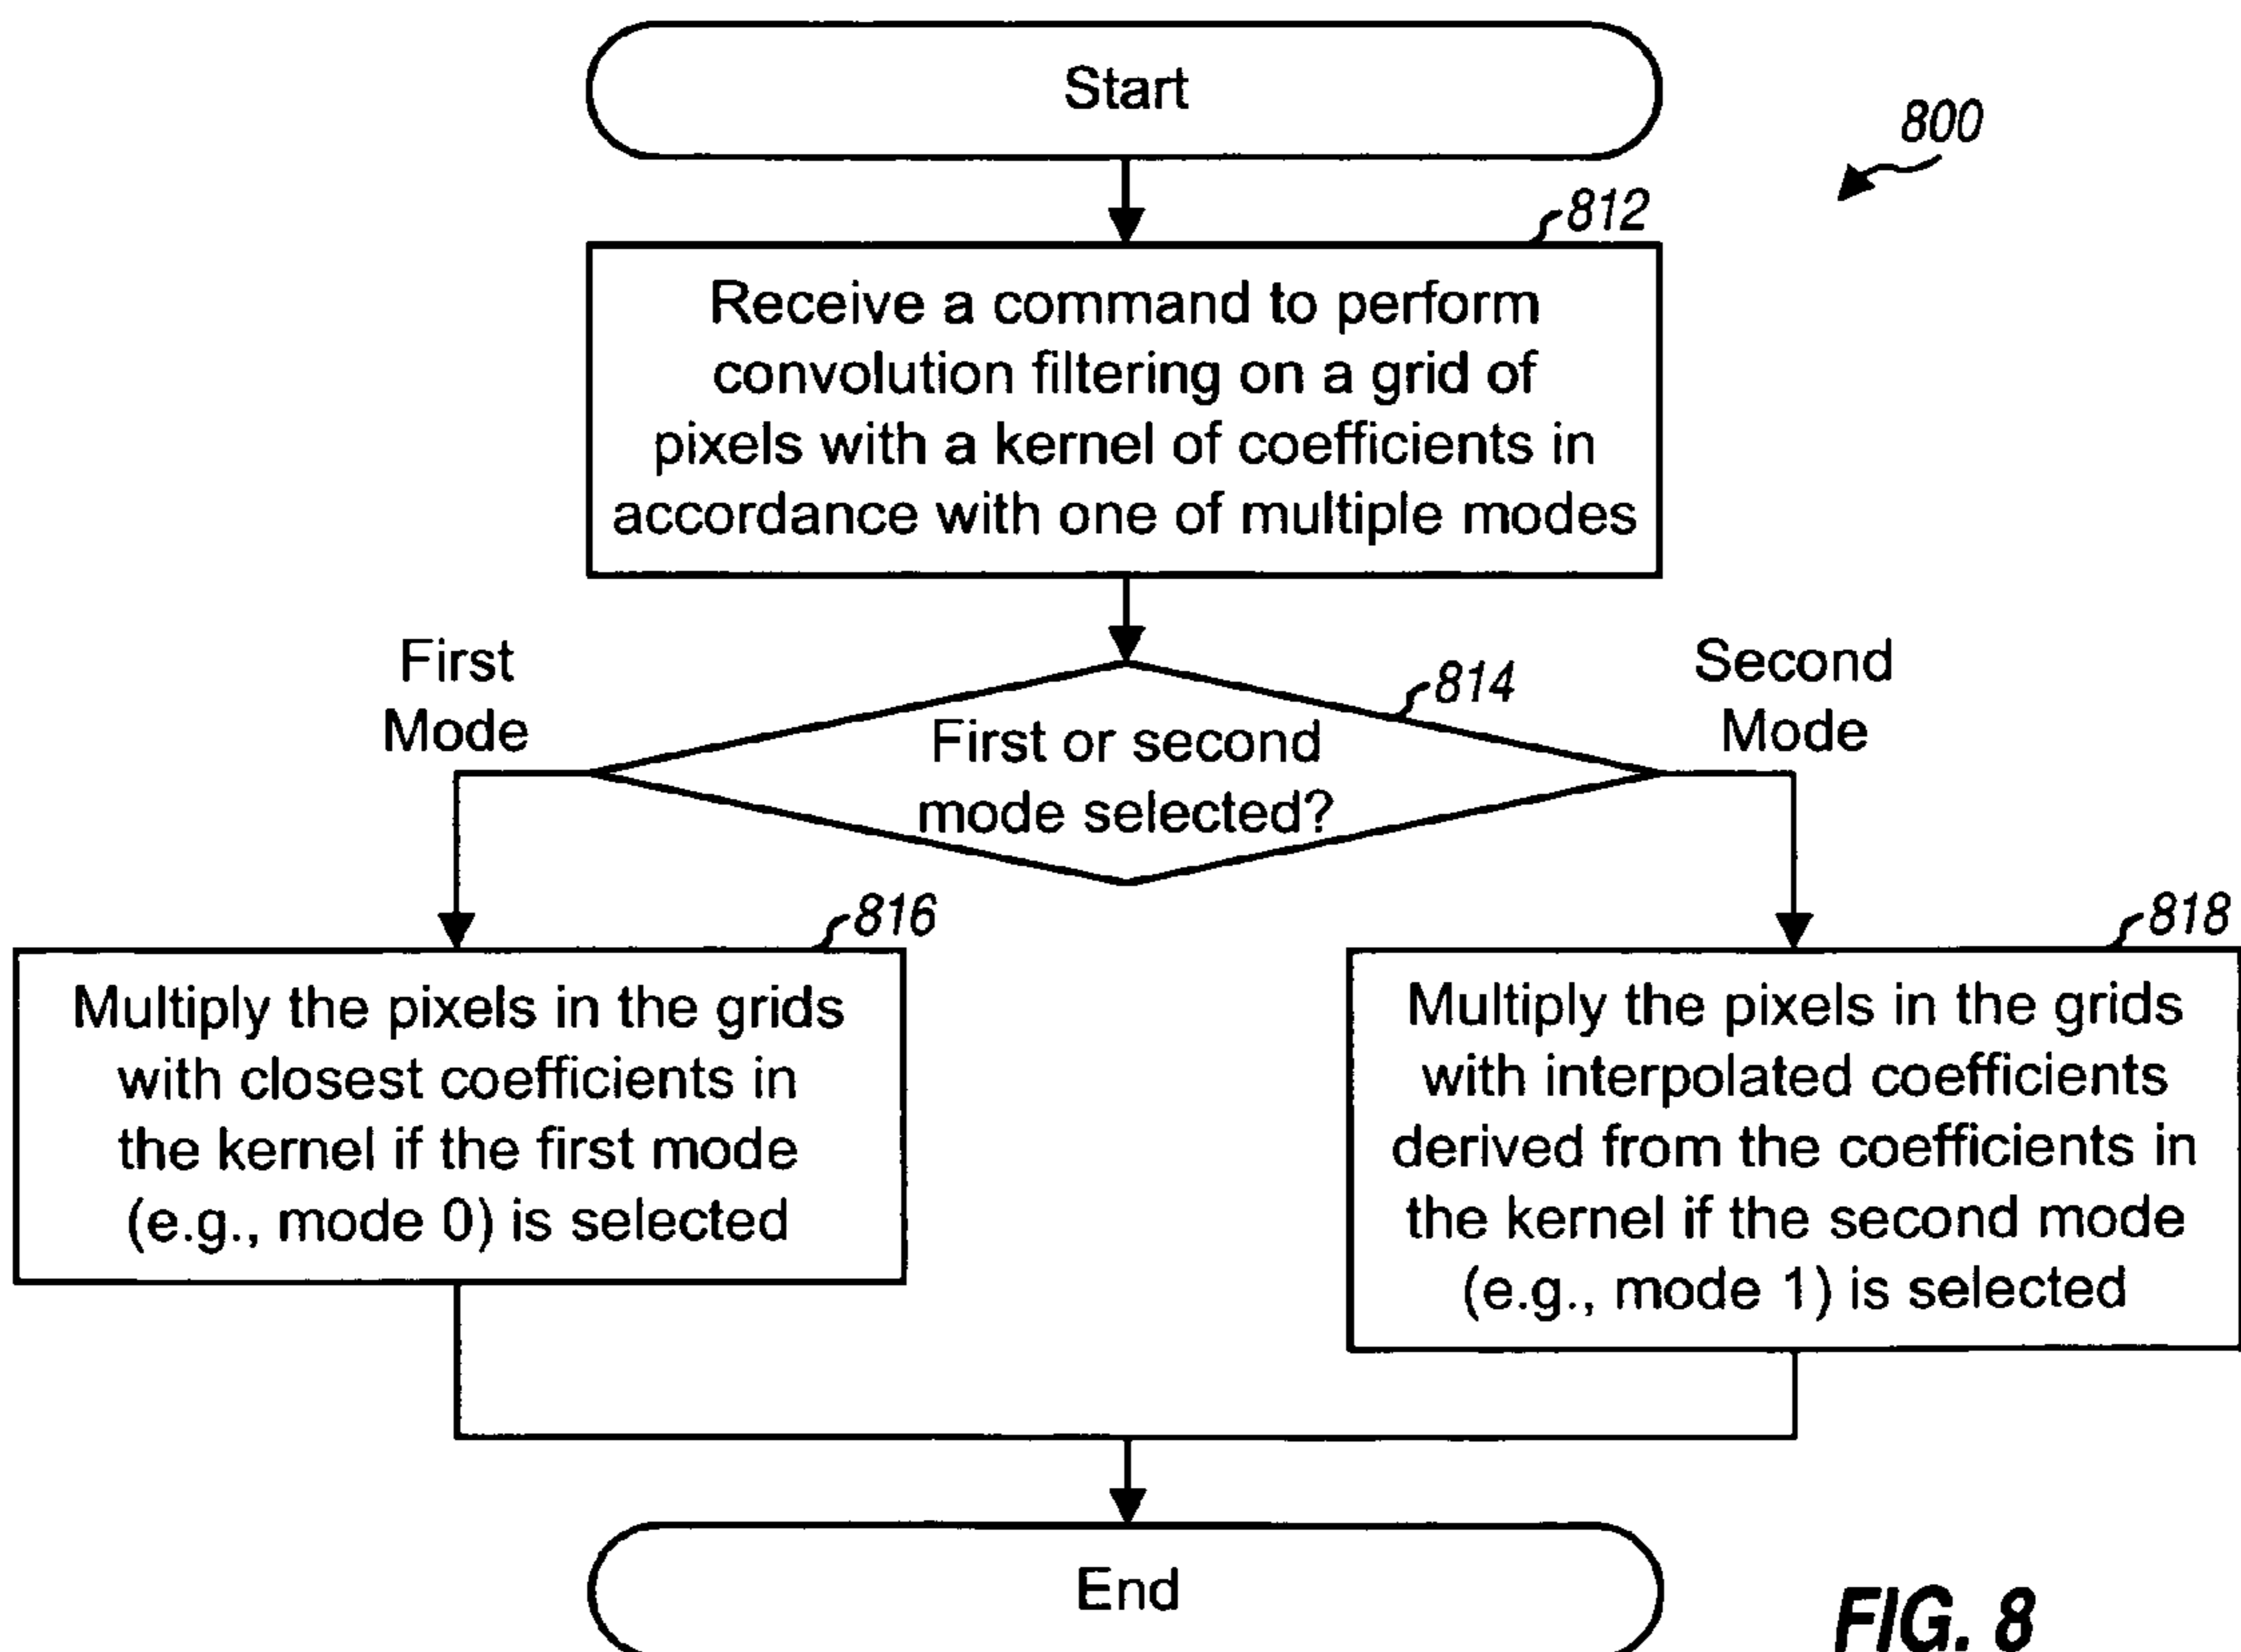 Start
800
812
Receive a command to perform
convolution filtering on a grid of
pixels with a kernel of coefficients in
accordance with one of multiple modes
First
Mode
814
First or second
mode selected?
Second
Mode
816
Multiply the pixels in the grids
with closest coefficients in
the kernel if the first mode
(e.g., mode 0) is selected
818
Multiply the pixels in the grids
with interpolated coefficients
derived from the coefficients in
the kernel if the second mode
(e.g., mode 1) is selected
End
FIG. 8